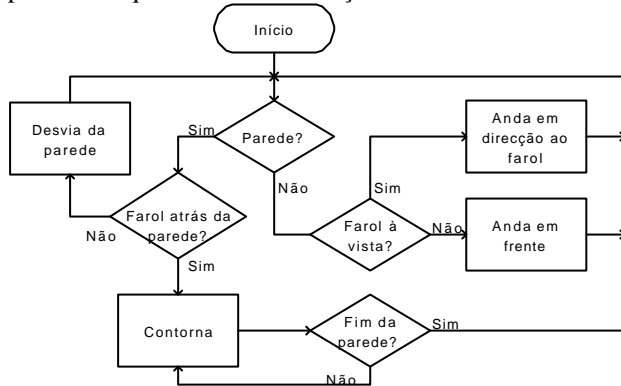 Início
Desvia da
parede
Sim
Parede?
Anda em
direcção ao
farol
Não
Sim
Farol atrás da
parede?
Farol à
vista?
Não
Anda em
frente
Não
Sim
Contorna
Fim da
parede?
Sim
Não